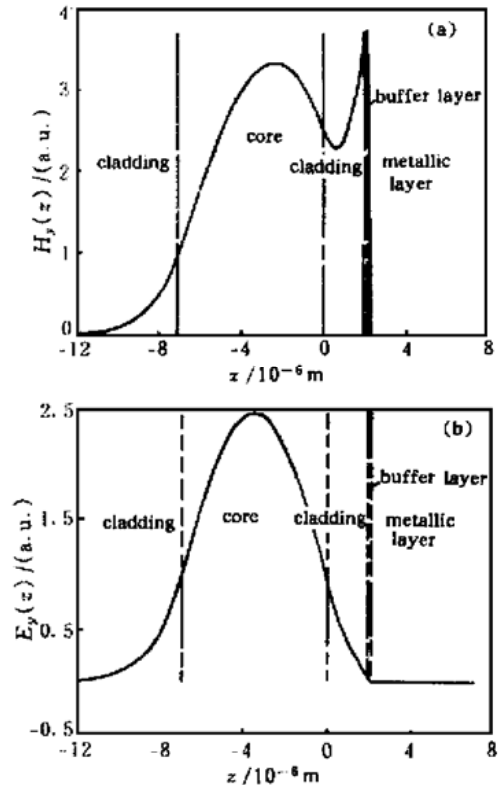 (a)
H_y(z)/(a.u.)
4
3
2
1
0
cladding
core
cladding
buffer layer
metallic
layer
-12
-8
-4
0
4
8
z/10⁻⁶ m
(b)
E_y(z)/(a.u.)
2.5
1.5
0.5
-0.5
cladding
core
cladding
buffer layer
metallic
layer
-12
-8
-4
0
4
8
z/10⁻⁶ m